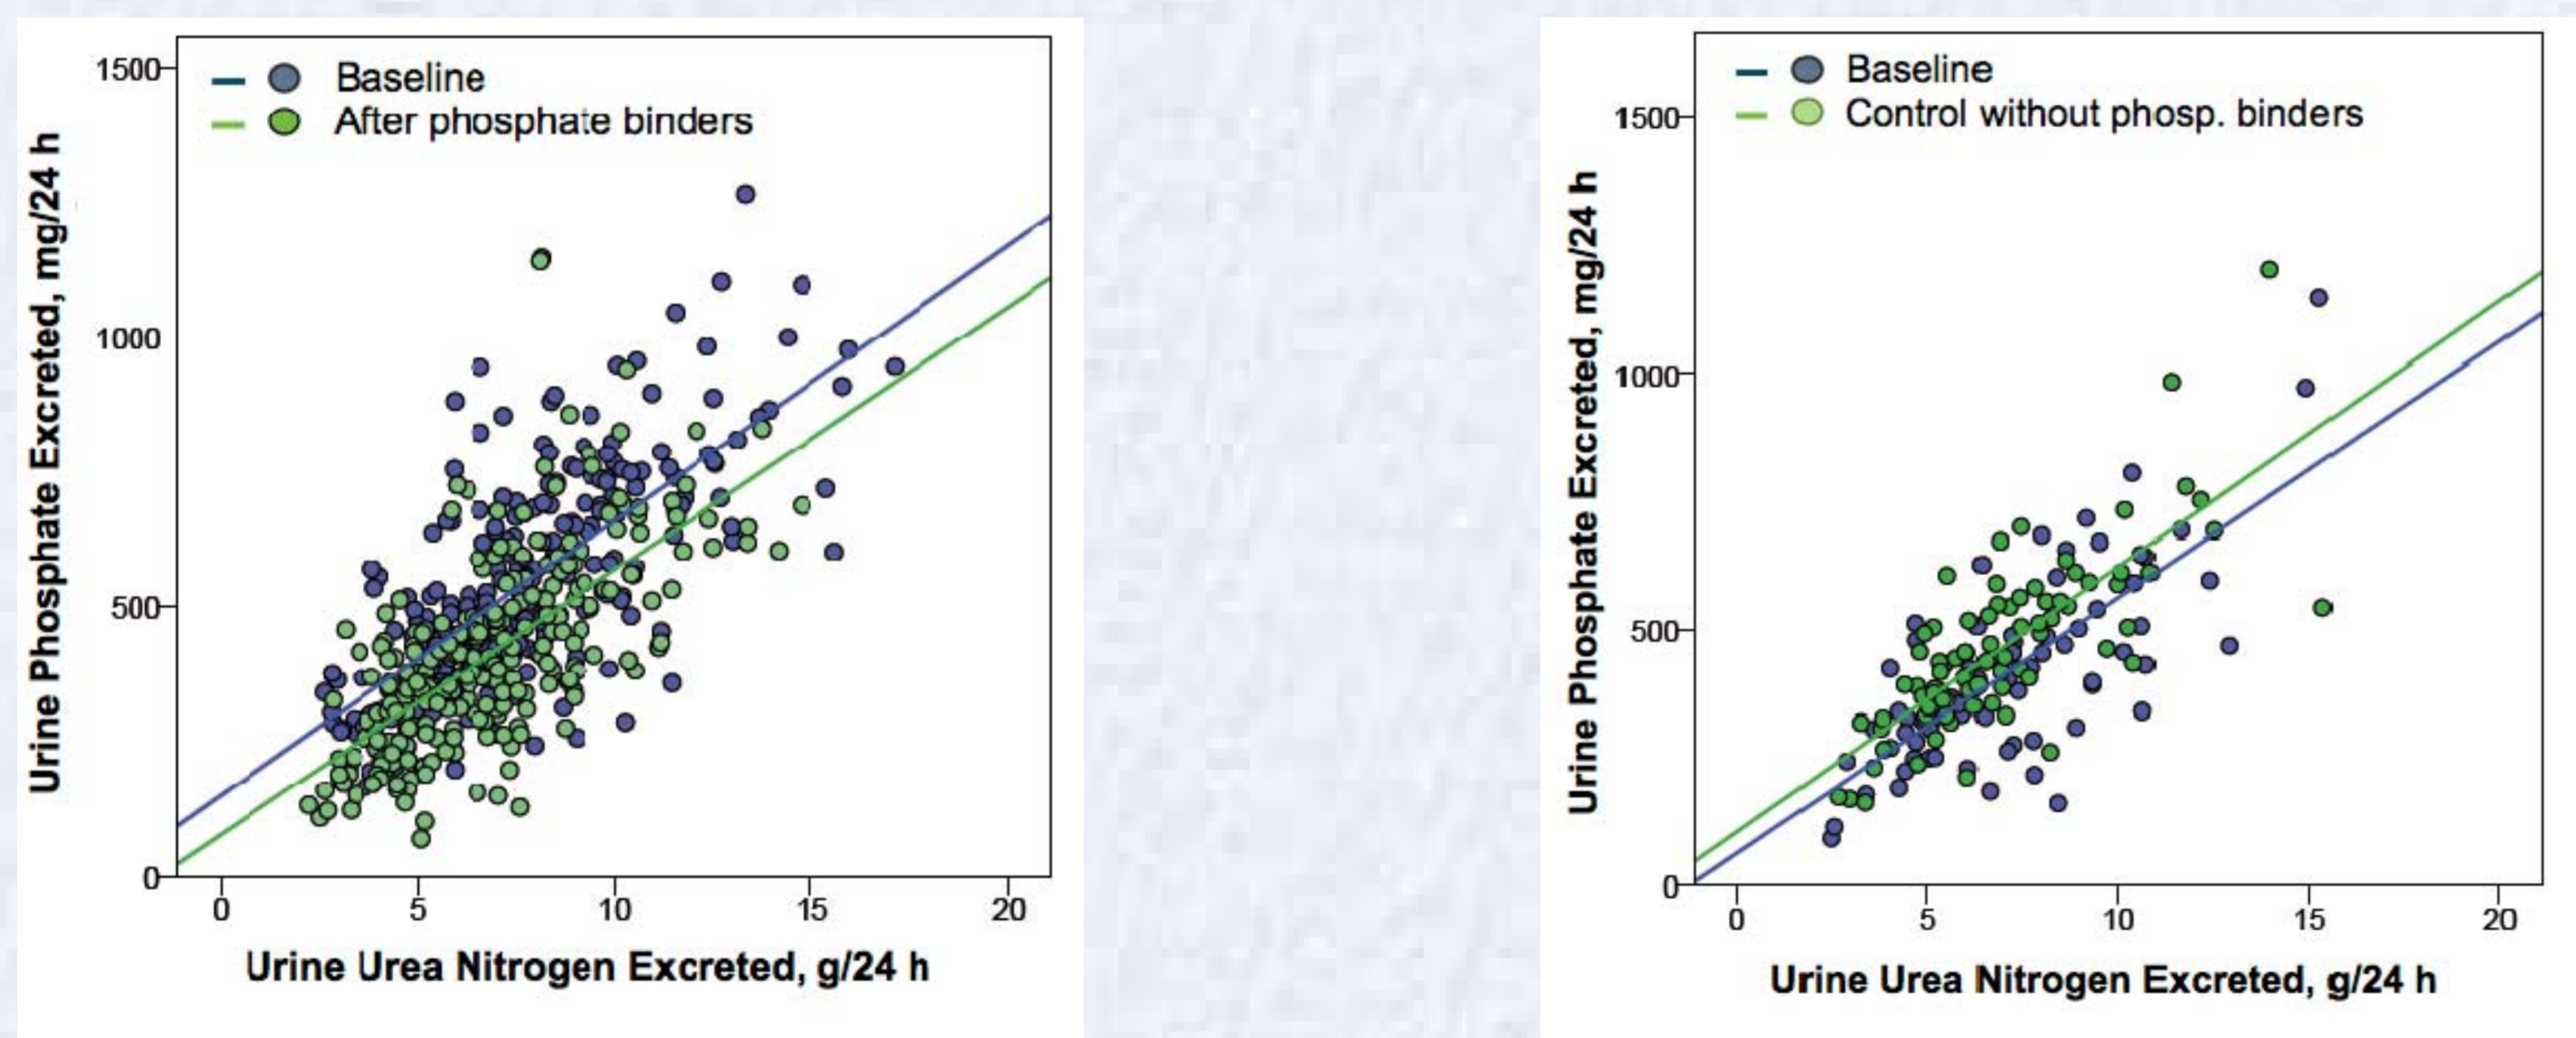 Baseline
After phosphate binders
Urine Phosphate Excreted, mg/24 h
1500
1000
500
0
0 5 10 15 20
Urine Urea Nitrogen Excreted, g/24 h
Baseline
Control without phosp. binders
Urine Phosphate Excreted, mg/24 h
1500
1000
500
0
0 5 10 15 20
Urine Urea Nitrogen Excreted, g/24 h